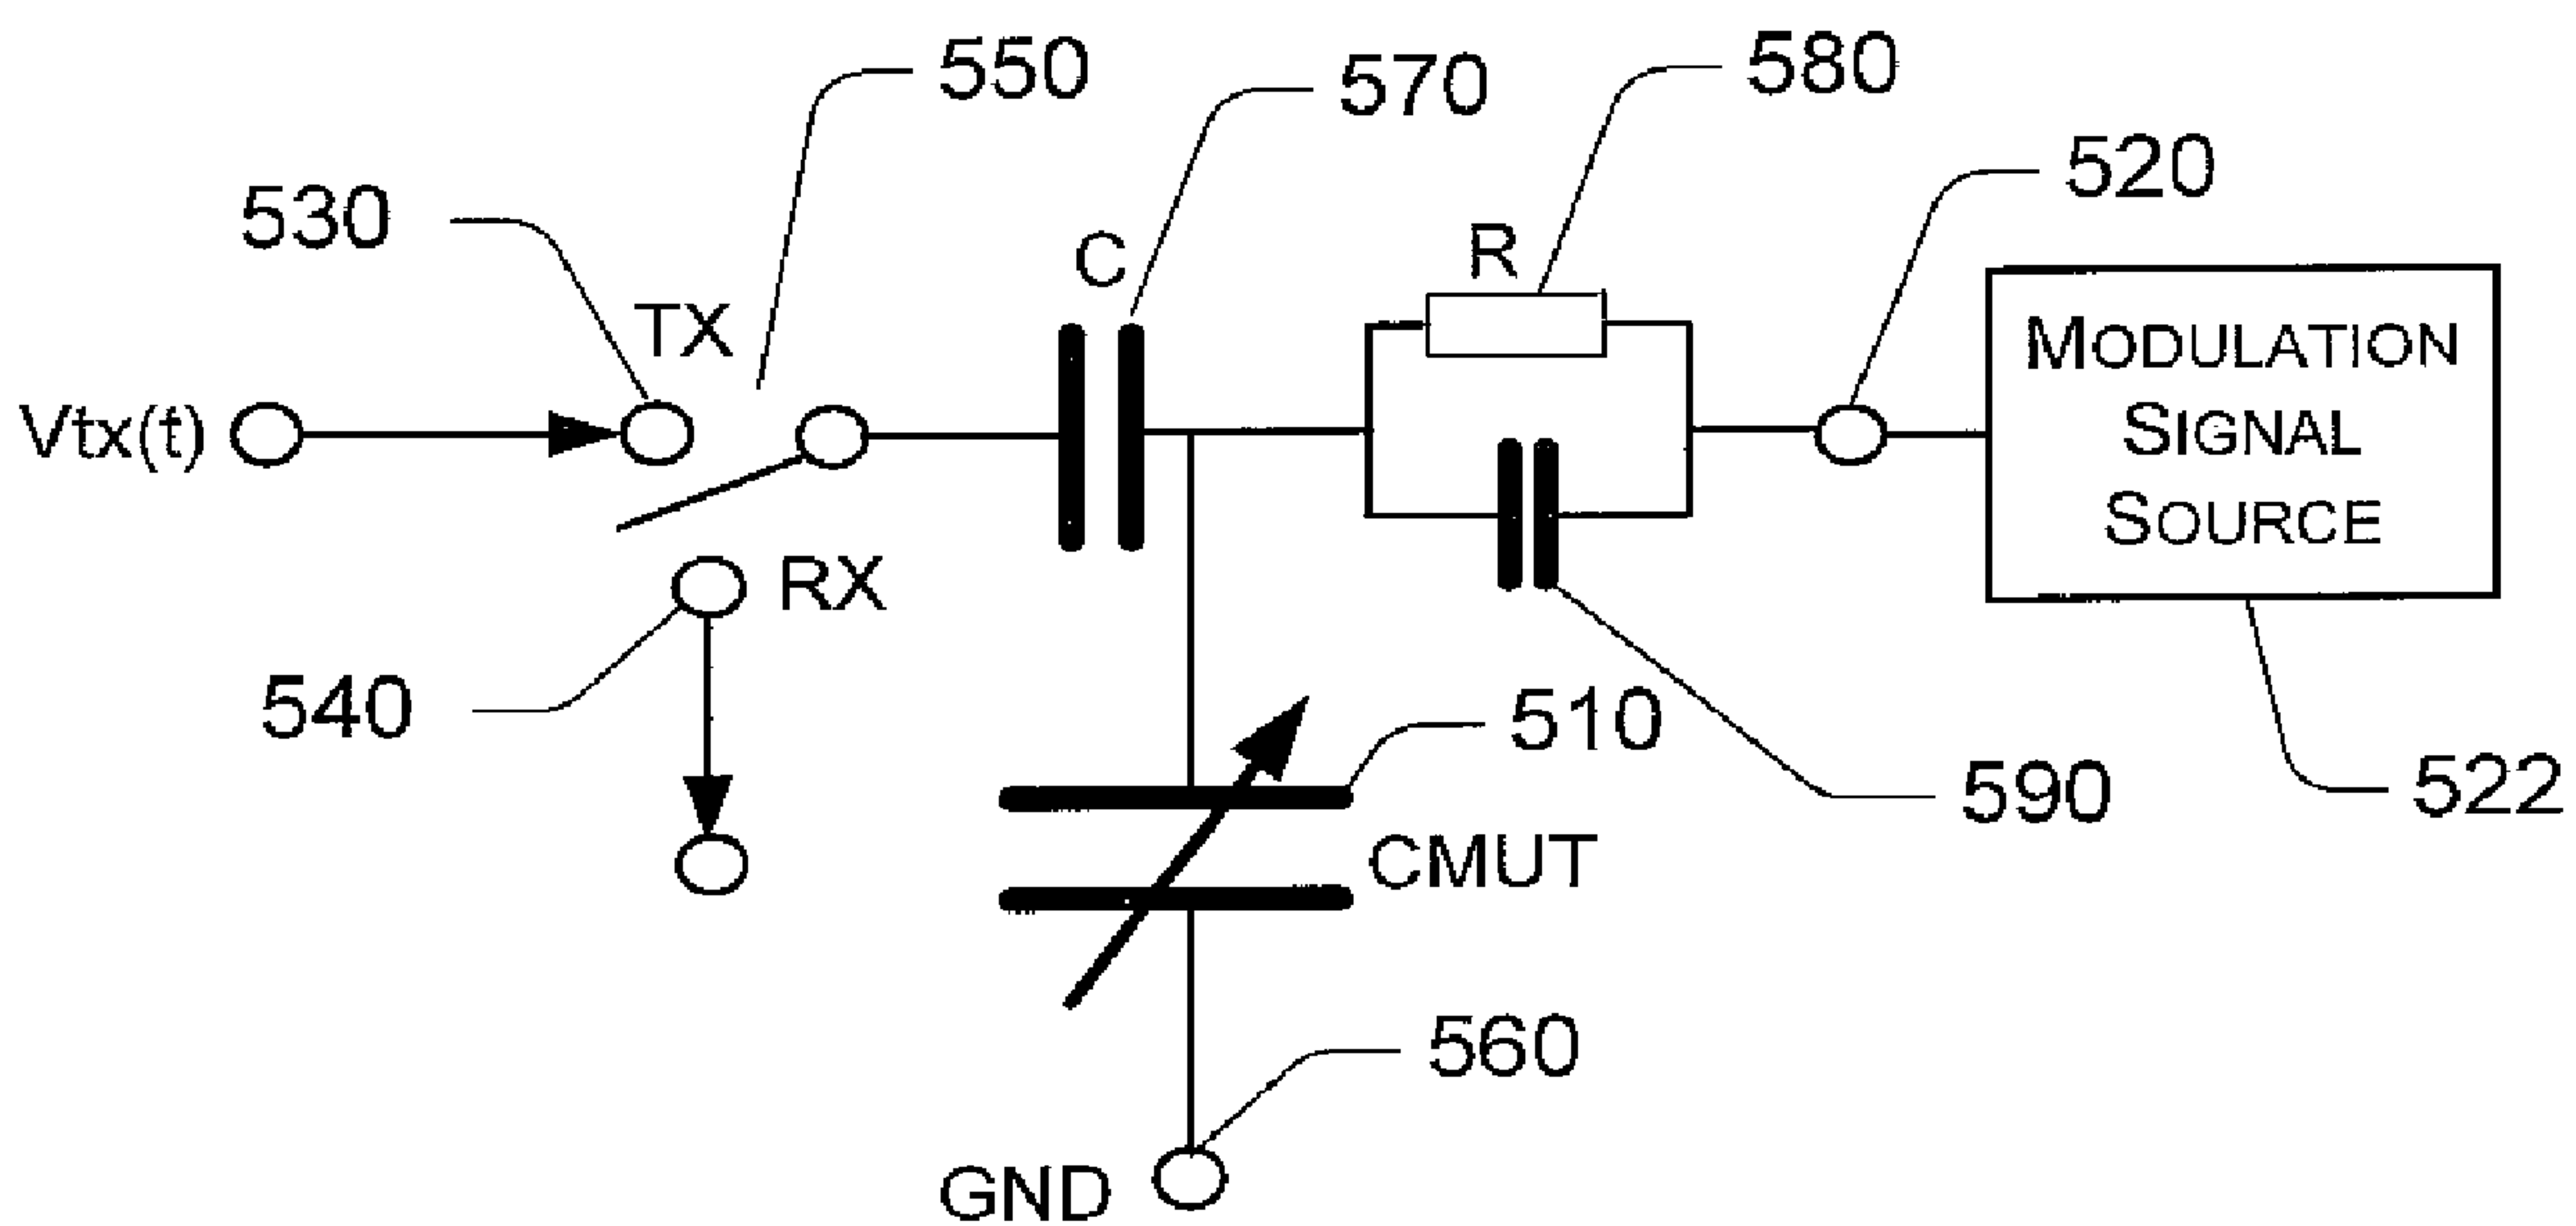 550
570
580
530
520
TX
C
R
Vtx(t)
MODULATION
SIGNAL
SOURCE
RX
540
510
590
522
CMUT
560
GND